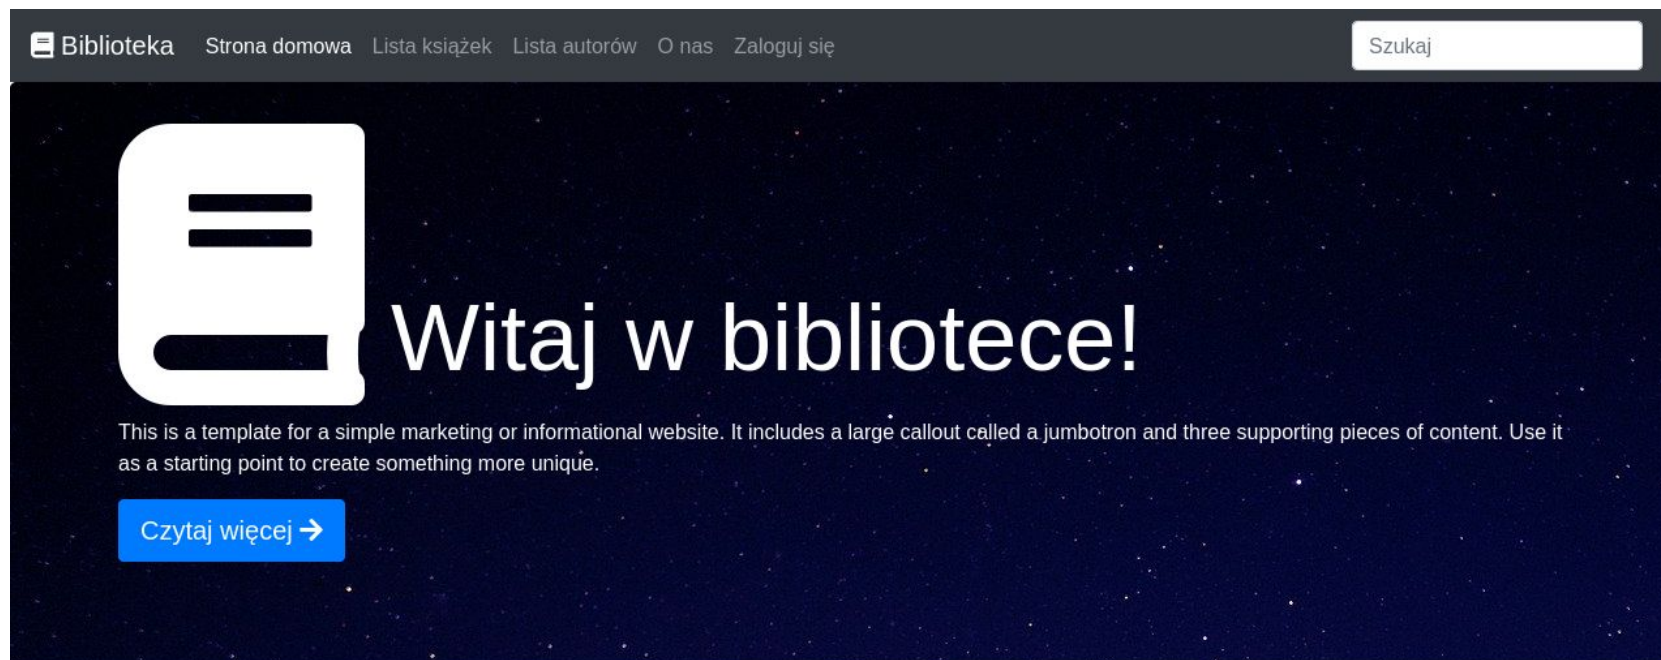 Biblioteka Strona domowa Lista książek Lista autorów O nas Zaloguj się Szukaj
Witaj w bibliotece!
This is a template for a simple marketing or informational website. It includes a large callout called a jumbotron and three supporting pieces of content. Use it
as a starting point to create something more unique.
Czytaj więcej